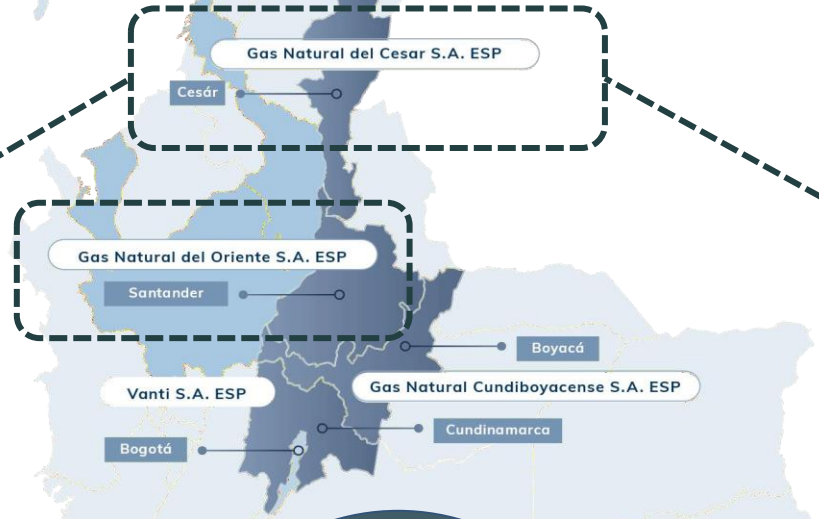 Gas Natural del Cesar S.A. ESP
Cesár
Gas Natural del Oriente S.A. ESP
Santander
Boyacá
Vanti S.A. ESP
Gas Natural Cundiboyacense S.A. ESP
Cundinamarca
Bogotá